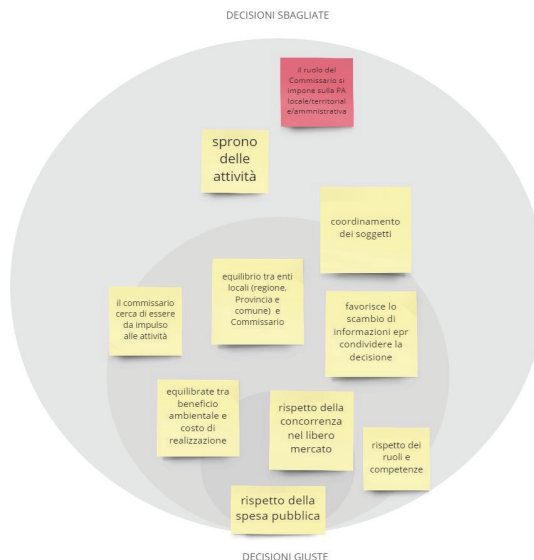 DECISIONI SBAGLIATE
il ruolo del
Commissario si
impone sulla PA
locale/territorial
e/ammnistrativa
sprono
delle
attività
coordinamento
dei soggetti
equilibrio tra enti
locali (regione,
Provincia e
comune) e
Commissario
il commissario
cerca di essere
da impulso
alle attività
favorisce lo
scambio di
informazioni epr
condividere la
decisione
equilibrate tra
beneficio
ambientale e
costo di
realizzazione
rispetto della
concorrenza
nel libero
mercato
rispetto dei
ruoli e
competenze
rispetto della
spesa pubblica
DECISIONI GIUSTE